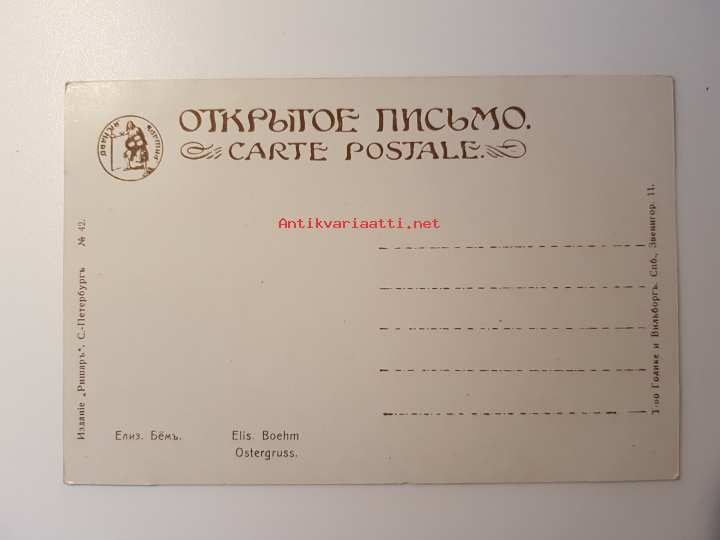 ОТКРЫТОЕ ПИСЬМО.
CARTE POSTALE.
Antikvariaatti.net
Изданіе „Ришаръ“, С.-Петербургъ № 42.
Т-во Голике и Вильборгъ. Спб., Звенигор. 11.
Елиз. Бёмъ.
Elis. Boehm
Ostergruss.